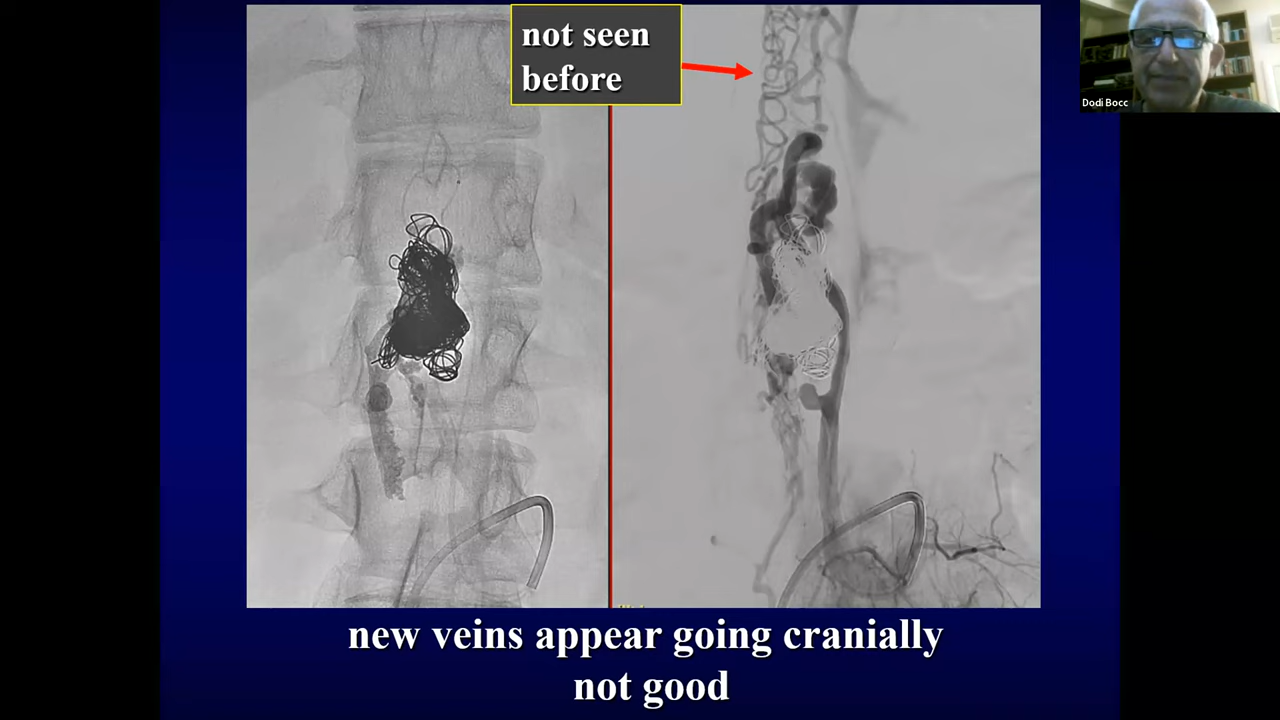 not seen
before
Dodi Bocc
new veins appear going cranially
not good